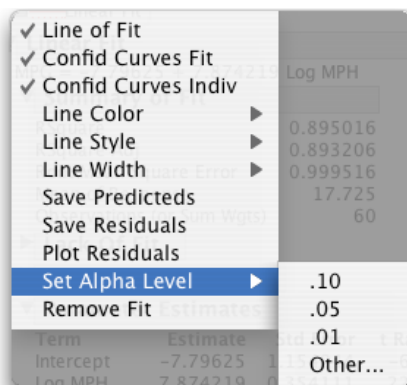 ✓ Line of Fit
✓ Confid Curves Fit
✓ Confid Curves Indiv
Line Color ▶
Line Style ▶
Line Width ▶
Save Predicteds
Save Residuals
Plot Residuals
Set Alpha Level ▶
Remove Fit
.10
.05
.01
Other...
7.874219 Log MPH
0.895016
0.893206
0.999516
17.725
60
Estimates
Term Estimate
Intercept -7.79625
Log MPH 7.874219